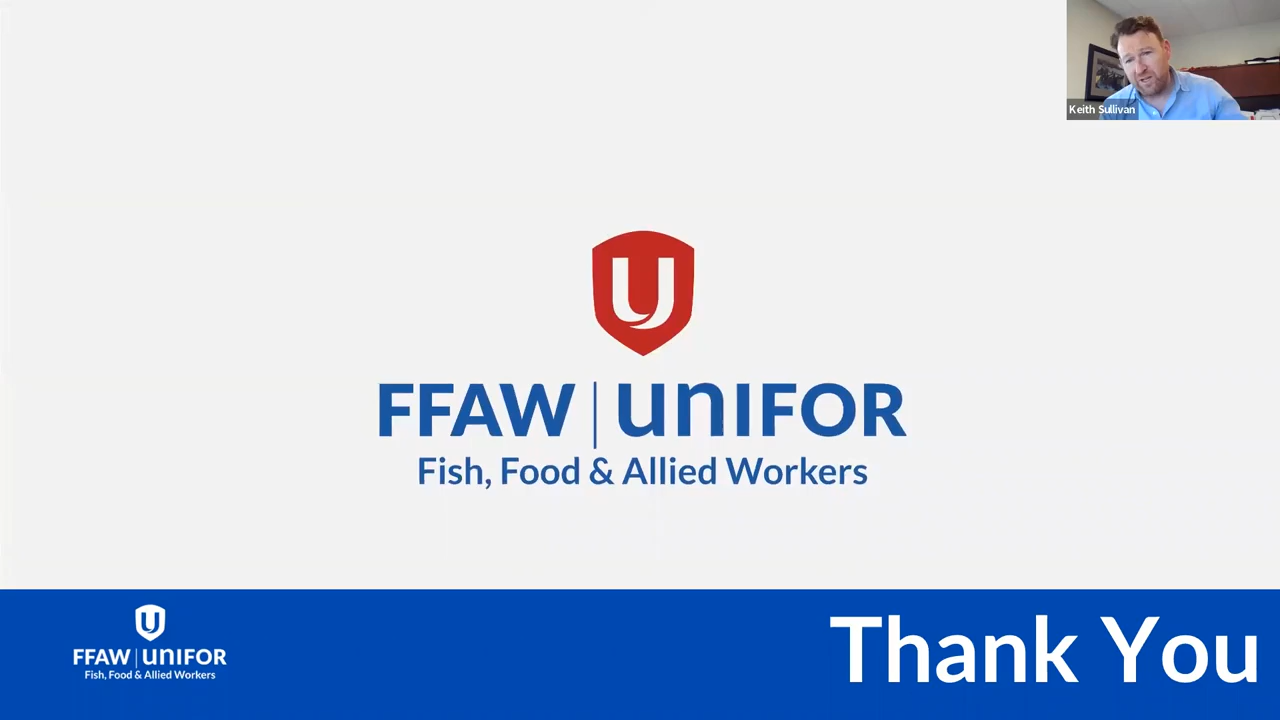 Keith Sullivan
U
FFAW | UNIFOR
Fish, Food & Allied Workers
U
FFAW | UNIFOR
Fish, Food & Allied Workers
Thank You